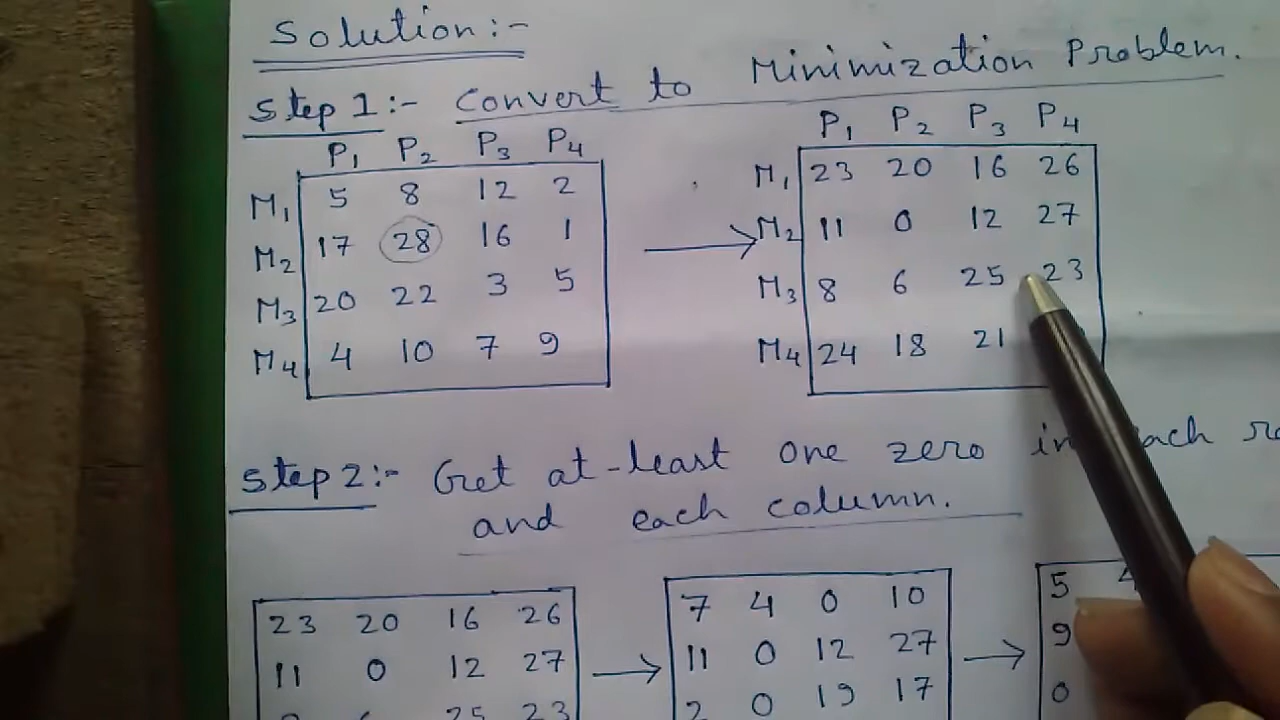 Solution:-
Step 1:- Convert to Minimization Problem.
P1 P2 P3 P4
M1 5 8 12 2
M2 17 28 16 1
M3 20 22 3 5
M4 4 10 7 9
P1 P2 P3 P4
M1 23 20 16 26
M2 11 0 12 27
M3 8 6 25 23
M4 24 18 21
Step 2:- Get at-least one zero in
and each column.
23 20 16 26
11 0 12 27
25 23
7 4 0 10
11 0 12 27
2 0 19 17
5
9
0